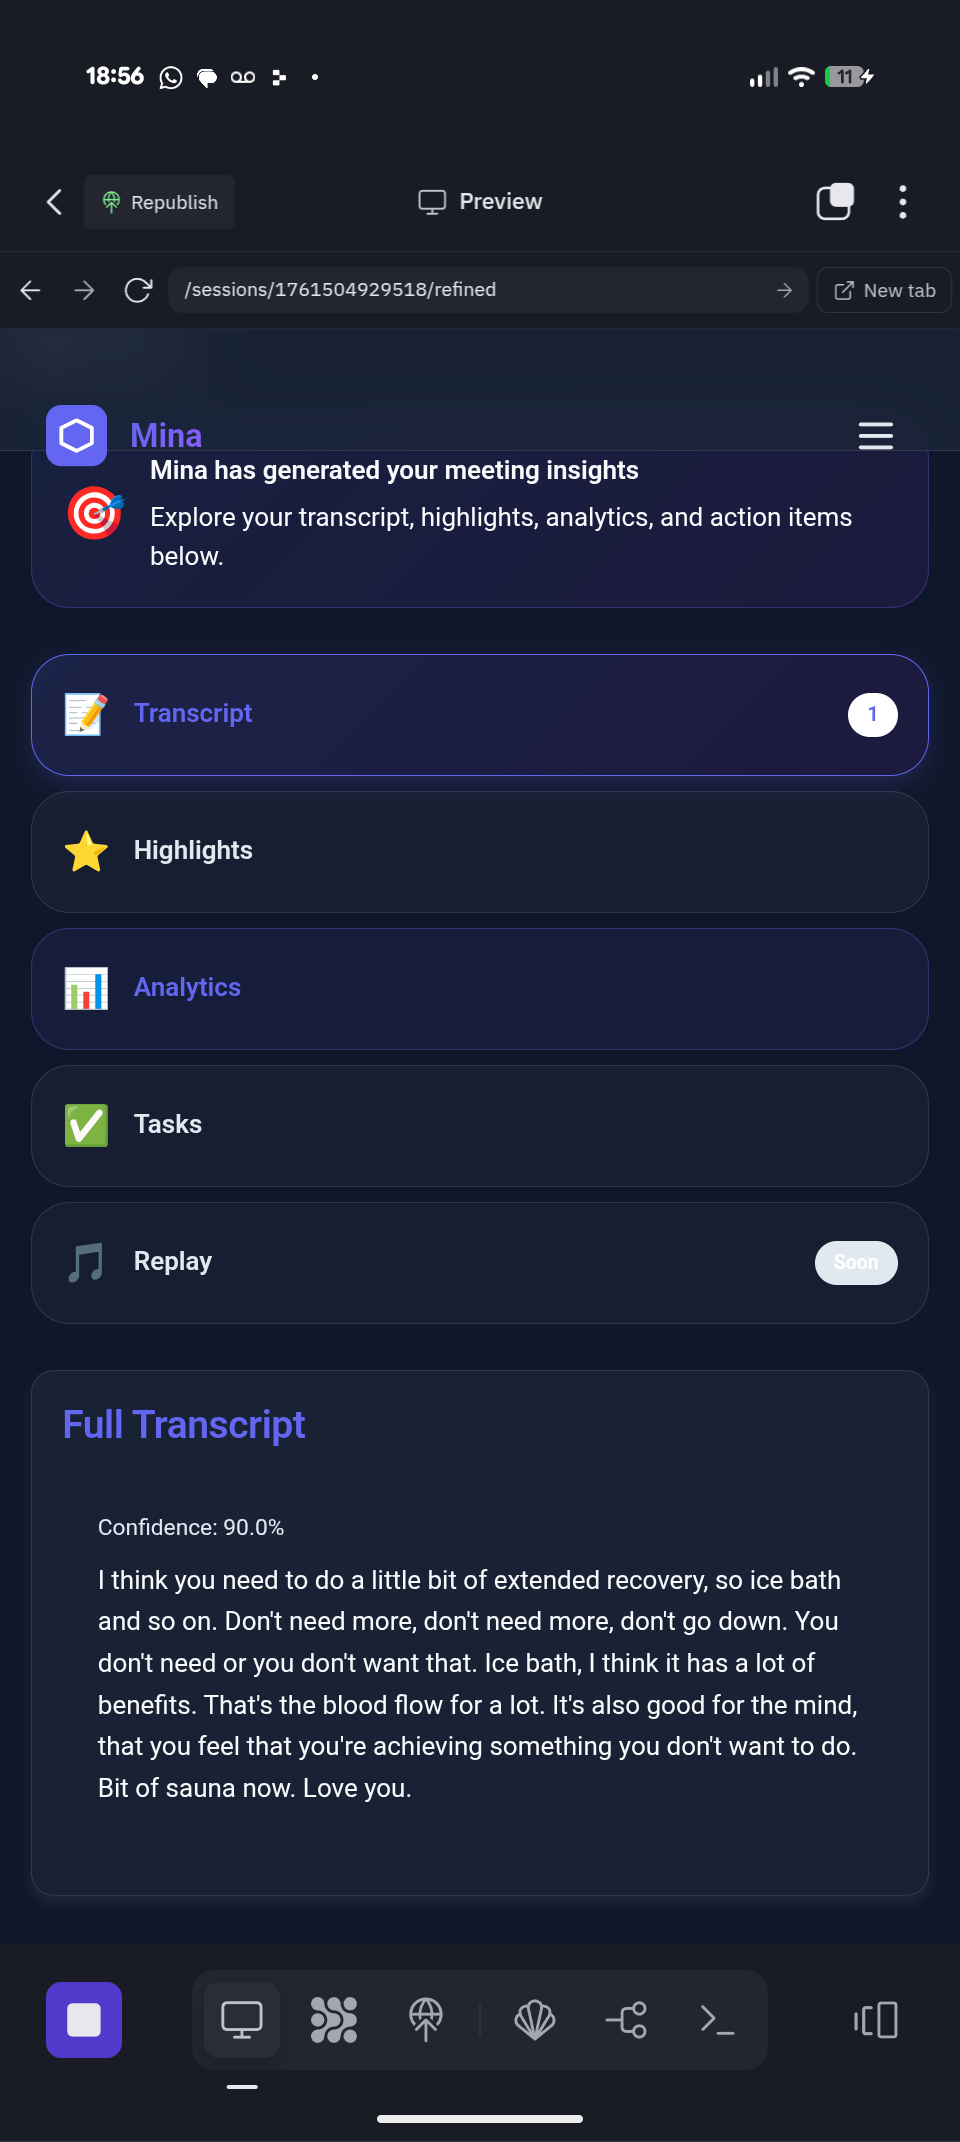 18:56
11
Republish
Preview
/sessions/1761504929518/refined
New tab
Mina
Mina has generated your meeting insights
Explore your transcript, highlights, analytics, and action items
below.
Transcript
1
Highlights
Analytics
Tasks
Replay
Soon
Full Transcript
Confidence: 90.0%
I think you need to do a little bit of extended recovery, so ice bath
and so on. Don't need more, don't need more, don't go down. You
don't need or you don't want that. Ice bath, I think it has a lot of
benefits. That's the blood flow for a lot. It's also good for the mind,
that you feel that you're achieving something you don't want to do.
Bit of sauna now. Love you.